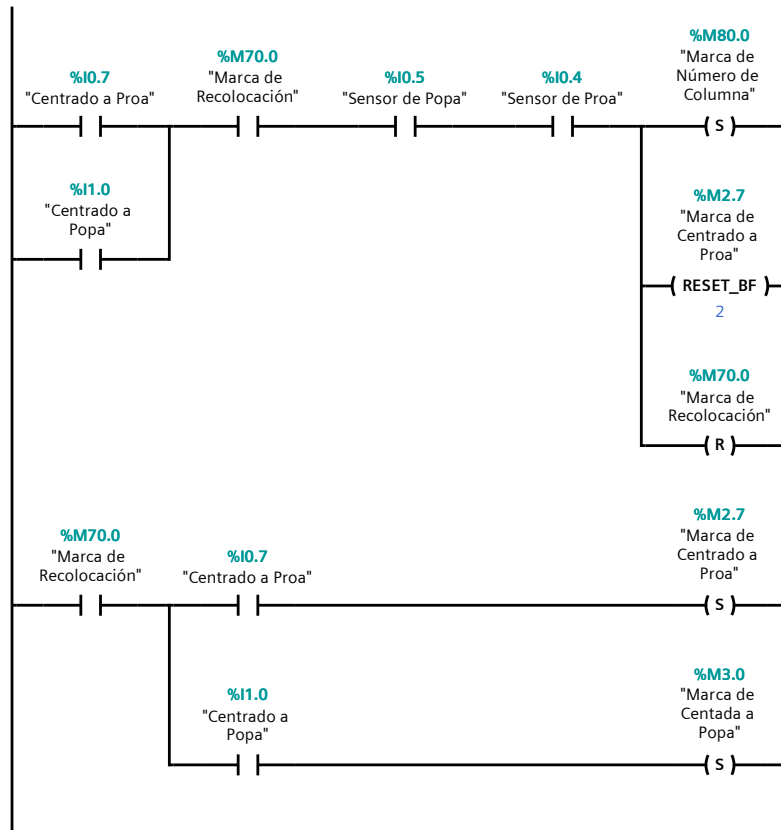 %M80.0
"Marca de
Número de
Columna"
%M70.0
"Marca de
Recolocación"
%I0.7
"Centrado a Proa"
%I0.5
"Sensor de Popa"
%I0.4
"Sensor de Proa"
S
%I1.0
"Centrado a
Popa"
%M2.7
"Marca de
Centrado a
Proa"
RESET_BF
2
%M70.0
"Marca de
Recolocación"
R
%M70.0
"Marca de
Recolocación"
%I0.7
"Centrado a Proa"
%M2.7
"Marca de
Centrado a
Proa"
S
%I1.0
"Centrado a
Popa"
%M3.0
"Marca de
Centada a
Popa"
S